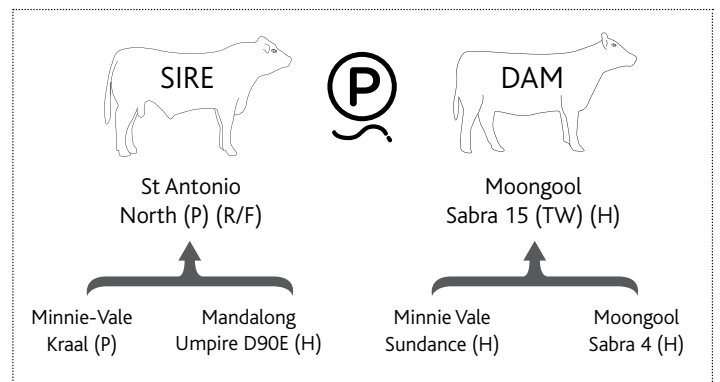 SIRE
P
DAM
St Antonio
North (P) (R/F)
Moongool
Sabra 15 (TW) (H)
Minnie-Vale
Kraal (P)
Mandalong
Umpire D90E (H)
Minnie Vale
Sundance (H)
Moongool
Sabra 4 (H)